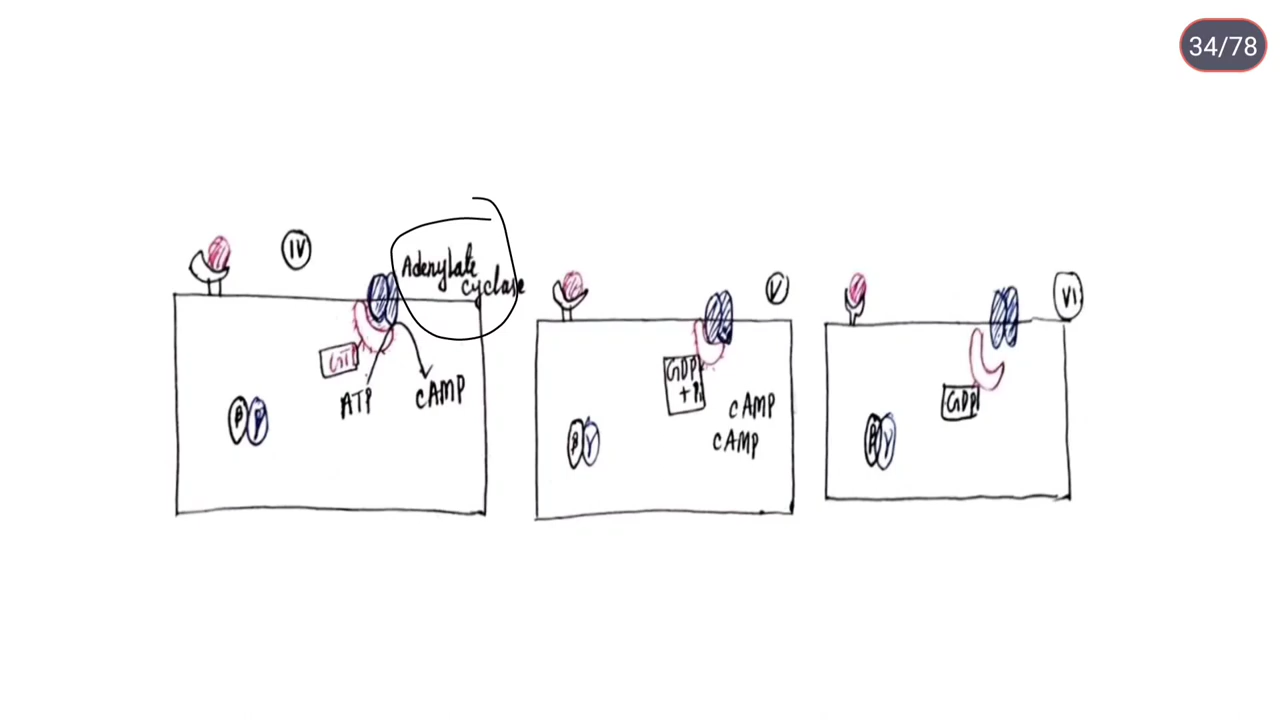 34/78
IV
Adenylate
cyclase
GTP
ATP
cAMP
β
γ
V
GDP
+ Pi
cAMP
cAMP
β
γ
VI
GDP
β
γ